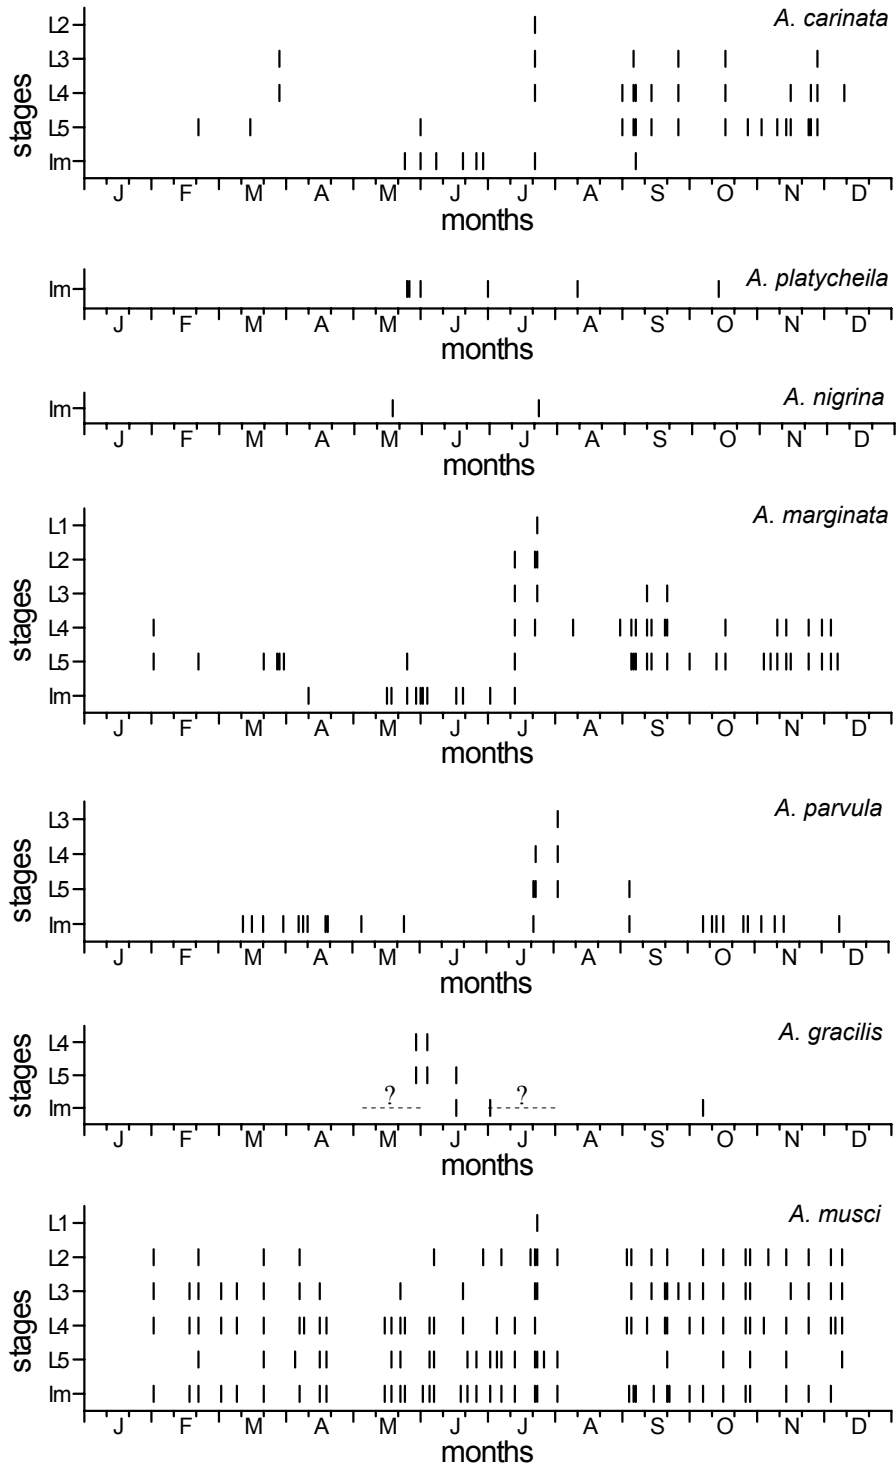 A. carinata
stages
L2
L3
L4
L5
Im
J F M A M J J A S O N D
months
A. platycheila
Im
J F M A M J J A S O N D
months
A. nigrina
Im
J F M A M J J A S O N D
months
A. marginata
stages
L1
L2
L3
L4
L5
Im
J F M A M J J A S O N D
months
A. parvula
stages
L3
L4
L5
Im
J F M A M J J A S O N D
months
A. gracilis
stages
L4
L5
Im
? ?
J F M A M J J A S O N D
months
A. musci
stages
L1
L2
L3
L4
L5
Im
J F M A M J J A S O N D
months